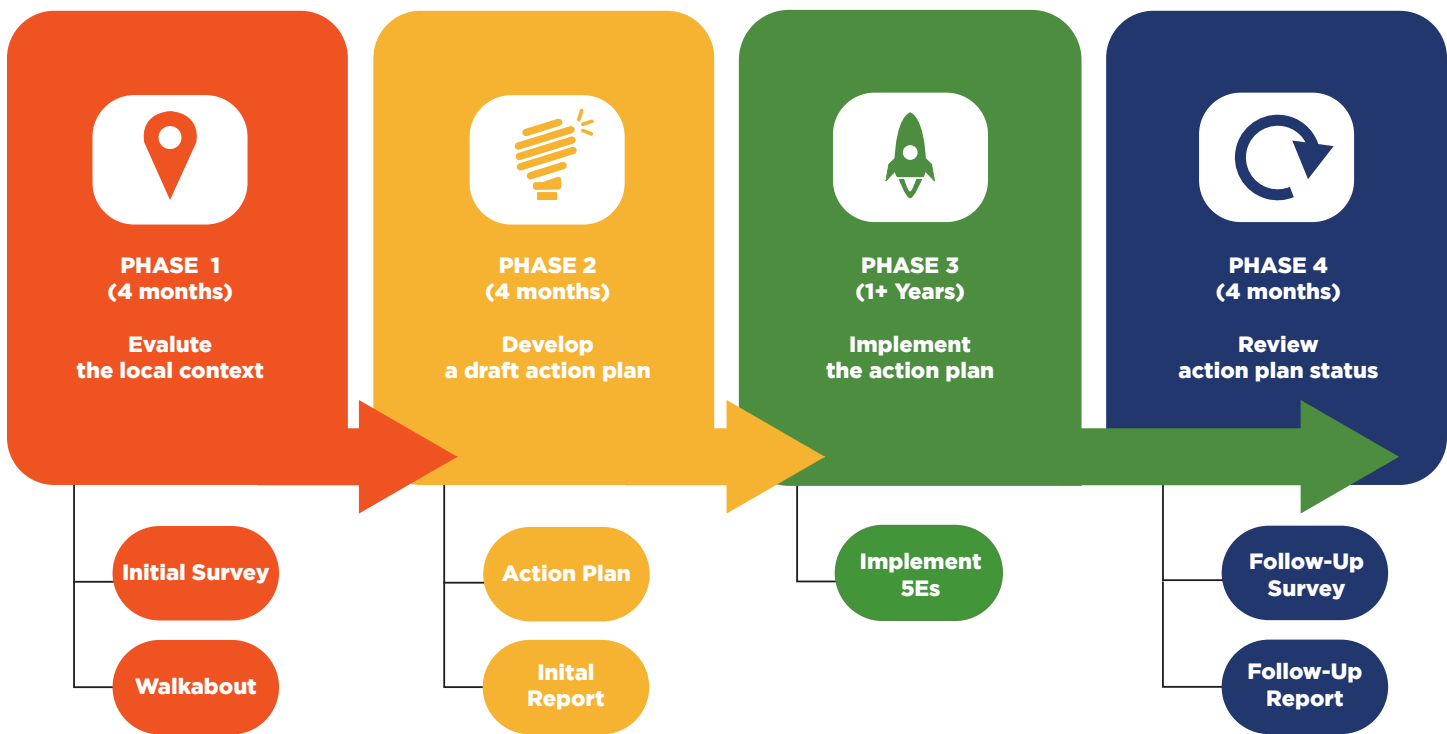 PHASE 1
(4 months)
Evalute
the local context
Initial Survey
Walkabout
PHASE 2
(4 months)
Develop
a draft action plan
Action Plan
Inital
Report
PHASE 3
(1+ Years)
Implement
the action plan
Implement
5Es
PHASE 4
(4 months)
Review
action plan status
Follow-Up
Survey
Follow-Up
Report